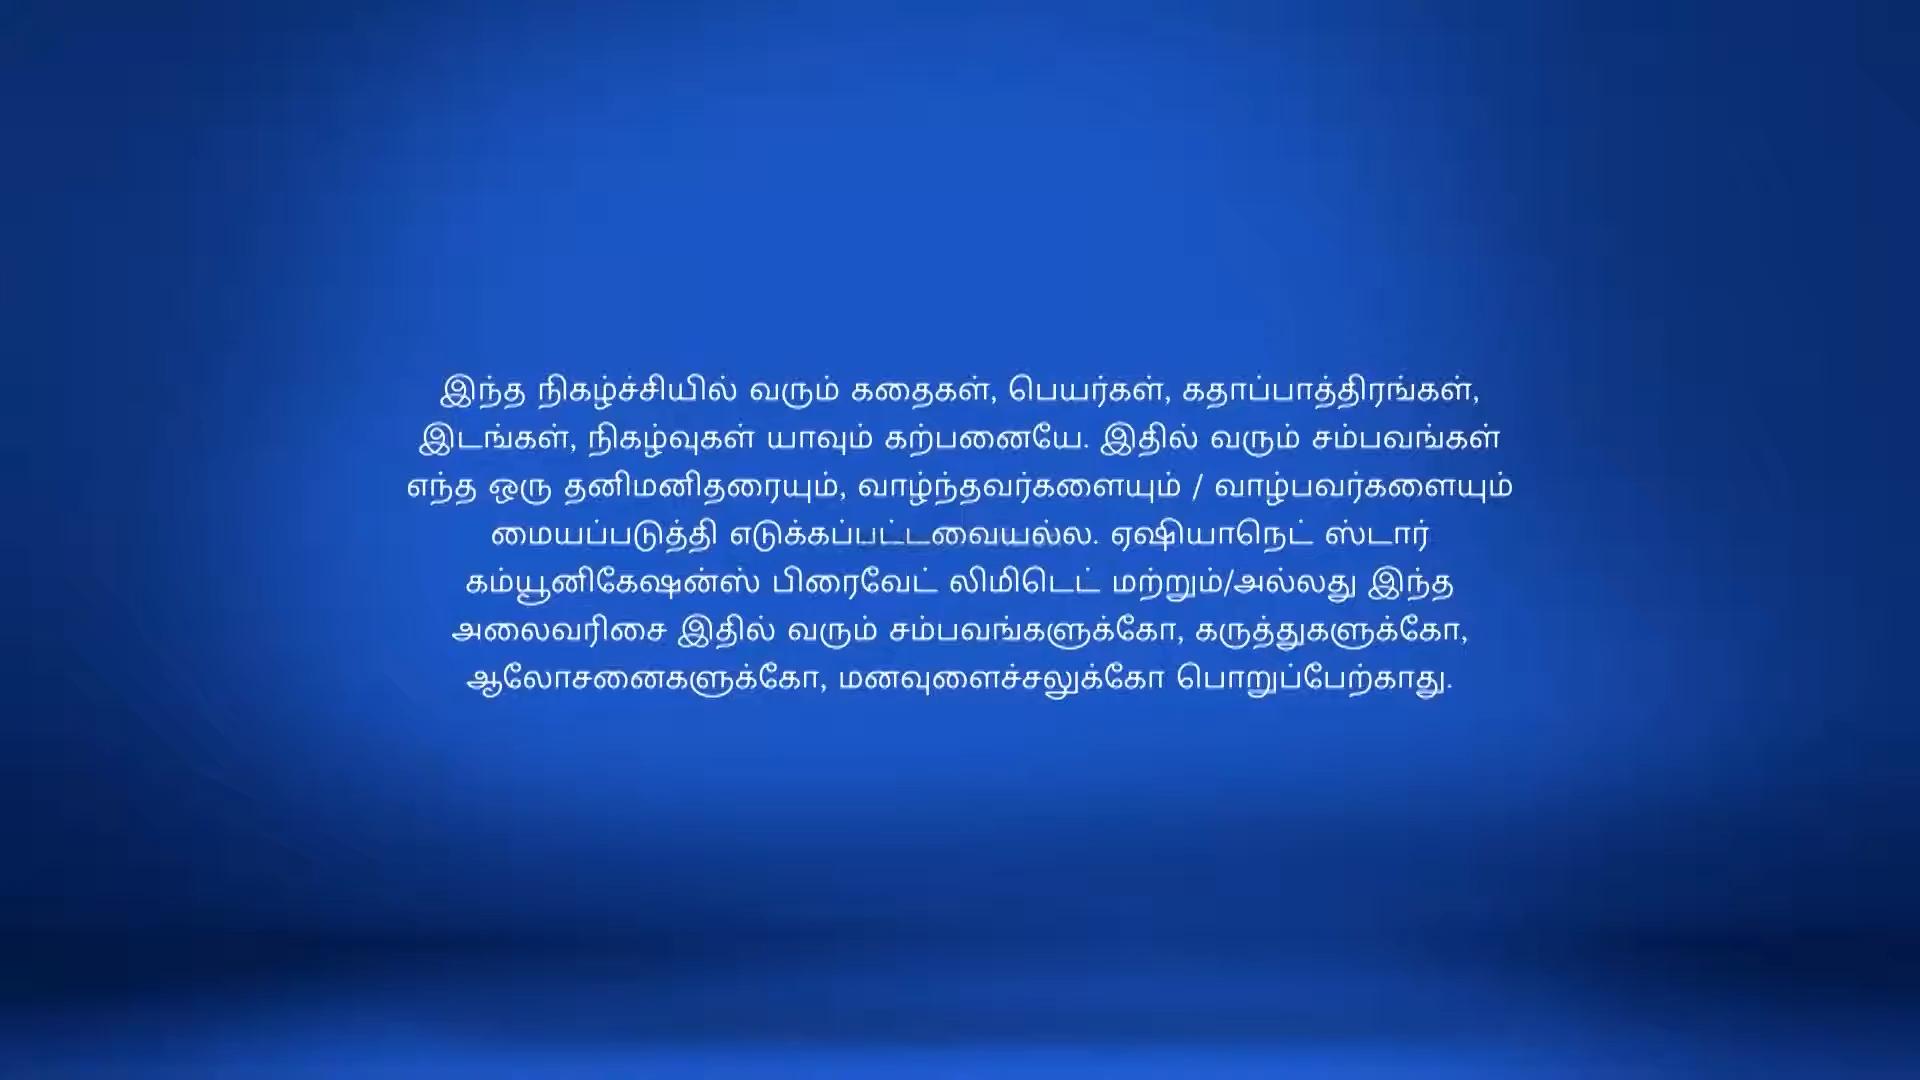 இந்த நிகழ்ச்சியில் வரும் கதைகள், பெயர்கள், கதாப்பாத்திரங்கள்,
இடங்கள், நிகழ்வுகள் யாவும் கற்பனையே. இதில் வரும் சம்பவங்கள்
எந்த ஒரு தனிமனிதரையும், வாழ்ந்தவர்களையும் / வாழ்பவர்களையும்
மையப்படுத்தி எடுக்கப்பட்டவையல்ல. ஏஷியாநெட் ஸ்டார்
கம்யூனிகேஷன்ஸ் பிரைவேட் லிமிடெட் மற்றும்/அல்லது இந்த
அலைவரிசை இதில் வரும் சம்பவங்களுக்கோ, கருத்துகளுக்கோ,
ஆலோசனைகளுக்கோ, மனவுளைச்சலுக்கோ பொறுப்பேற்காது.